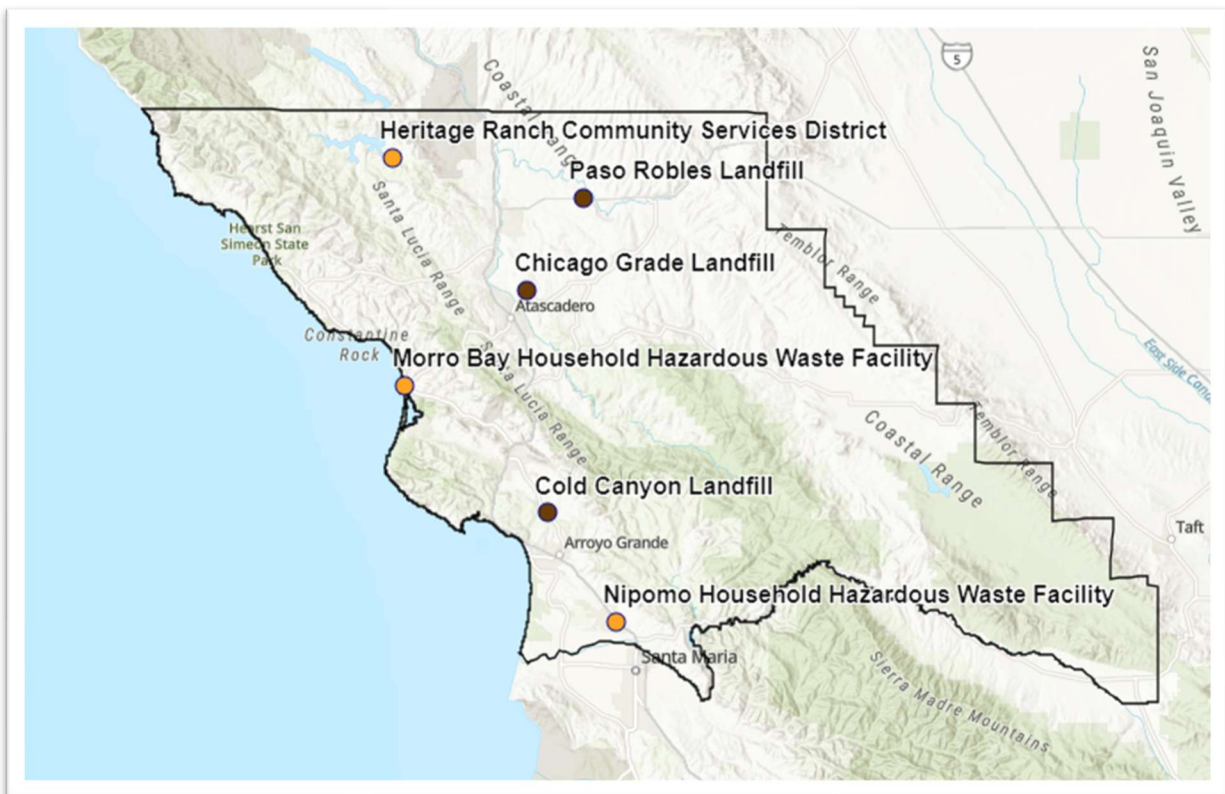 5
San Joaquin Valley
Coastal Range
Heritage Ranch Community Services District
Paso Robles Landfill
Santa Lucia Range
Hearst San
Simeon State
Park
Temblor Range
Chicago Grade Landfill
Atascadero
Constantine
Rock
Morro Bay Household Hazardous Waste Facility
Santa Lucia Range
East Side Canal
Coastal Range
Temblor Range
Cold Canyon Landfill
Taft
Arroyo Grande
Nipomo Household Hazardous Waste Facility
Santa Maria
Sierra Madre Mountains